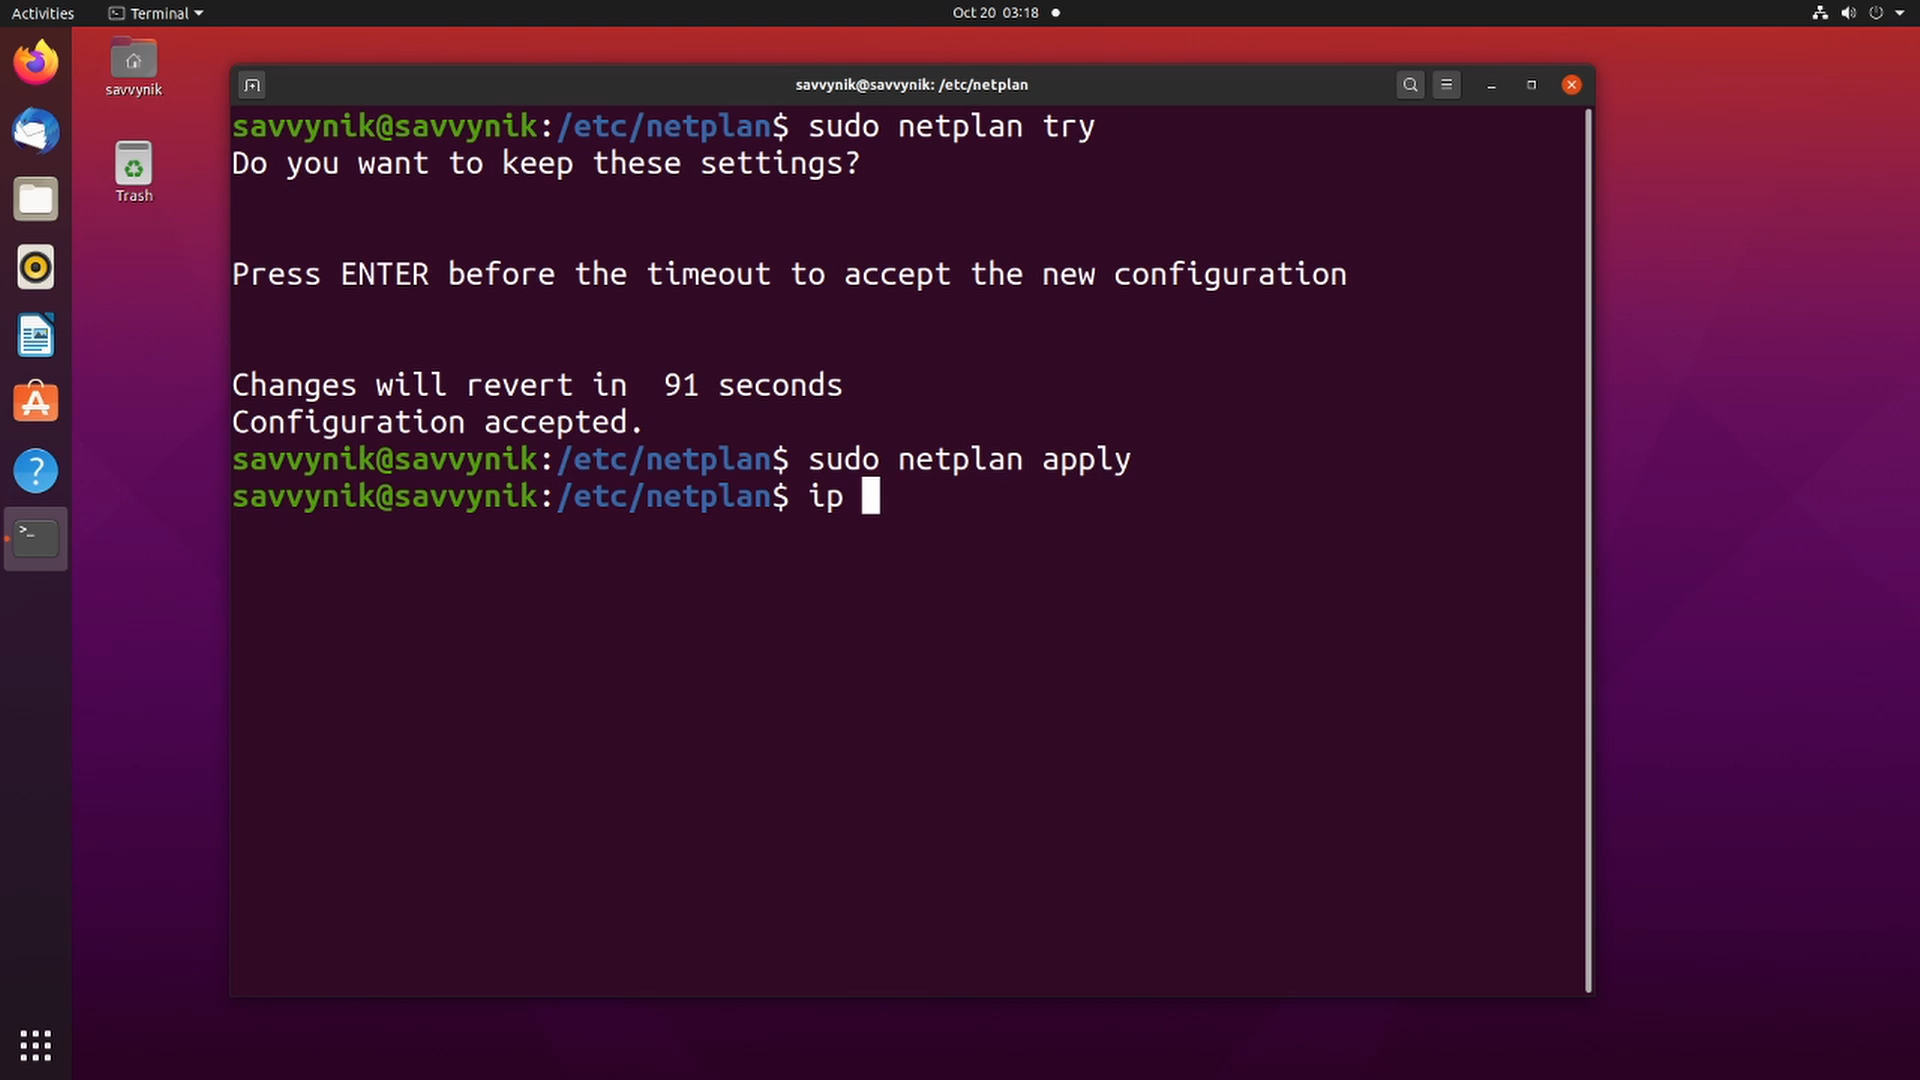 Activities
Terminal
Oct 20 03:18
savvynik
Trash
savvynik@savvynik: /etc/netplan
savvynik@savvynik:/etc/netplan$ sudo netplan try
Do you want to keep these settings?
Press ENTER before the timeout to accept the new configuration
Changes will revert in  91 seconds
Configuration accepted.
savvynik@savvynik:/etc/netplan$ sudo netplan apply
savvynik@savvynik:/etc/netplan$ ip